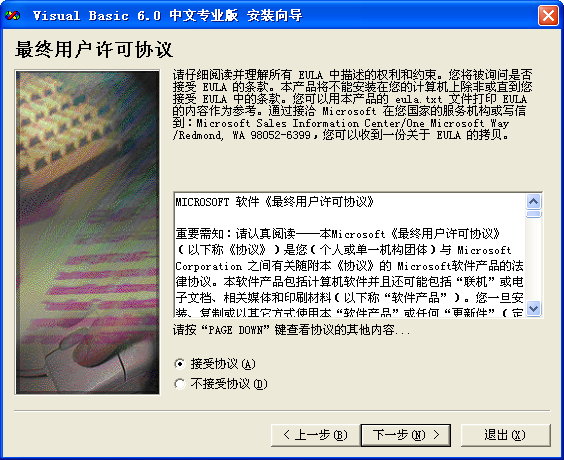 Visual Basic 6.0 中文专业版 安装向导
最终用户许可协议
请仔细阅读并理解所有 EULA 中描述的权利和约束。您将被询问是否
接受 EULA 的条款。本产品将不能安装在您的计算机上除非或直到您
接受 EULA 中的条款。您可以用本产品的 eula.txt 文件打印 EULA
的内容作为参考。通过接洽 Microsoft 在您国家的服务机构或写信
到：Microsoft Sales Information Center/One Microsoft Way
/Redmond, WA 98052-6399，您可以收到一份关于 EULA 的拷贝。
MICROSOFT 软件《最终用户许可协议》
重要需知：请认真阅读——本Microsoft《最终用户许可协议》
（以下称《协议》）是您（个人或单一机构团体）与 Microsoft
Corporation 之间有关随附本《协议》的 Microsoft软件产品的法
律协议。本软件产品包括计算机软件并且还可能包括“联机”或电
子文档、相关媒体和印刷材料（以下称“软件产品”）。您一旦安
装、复制或以其它方式使用本“软件产品”或任何“更新件”（定
请按“PAGE DOWN”键查看协议的其他内容...
接受协议(A)
不接受协议(D)
< 上一步(B)
下一步(N) >
退出(X)